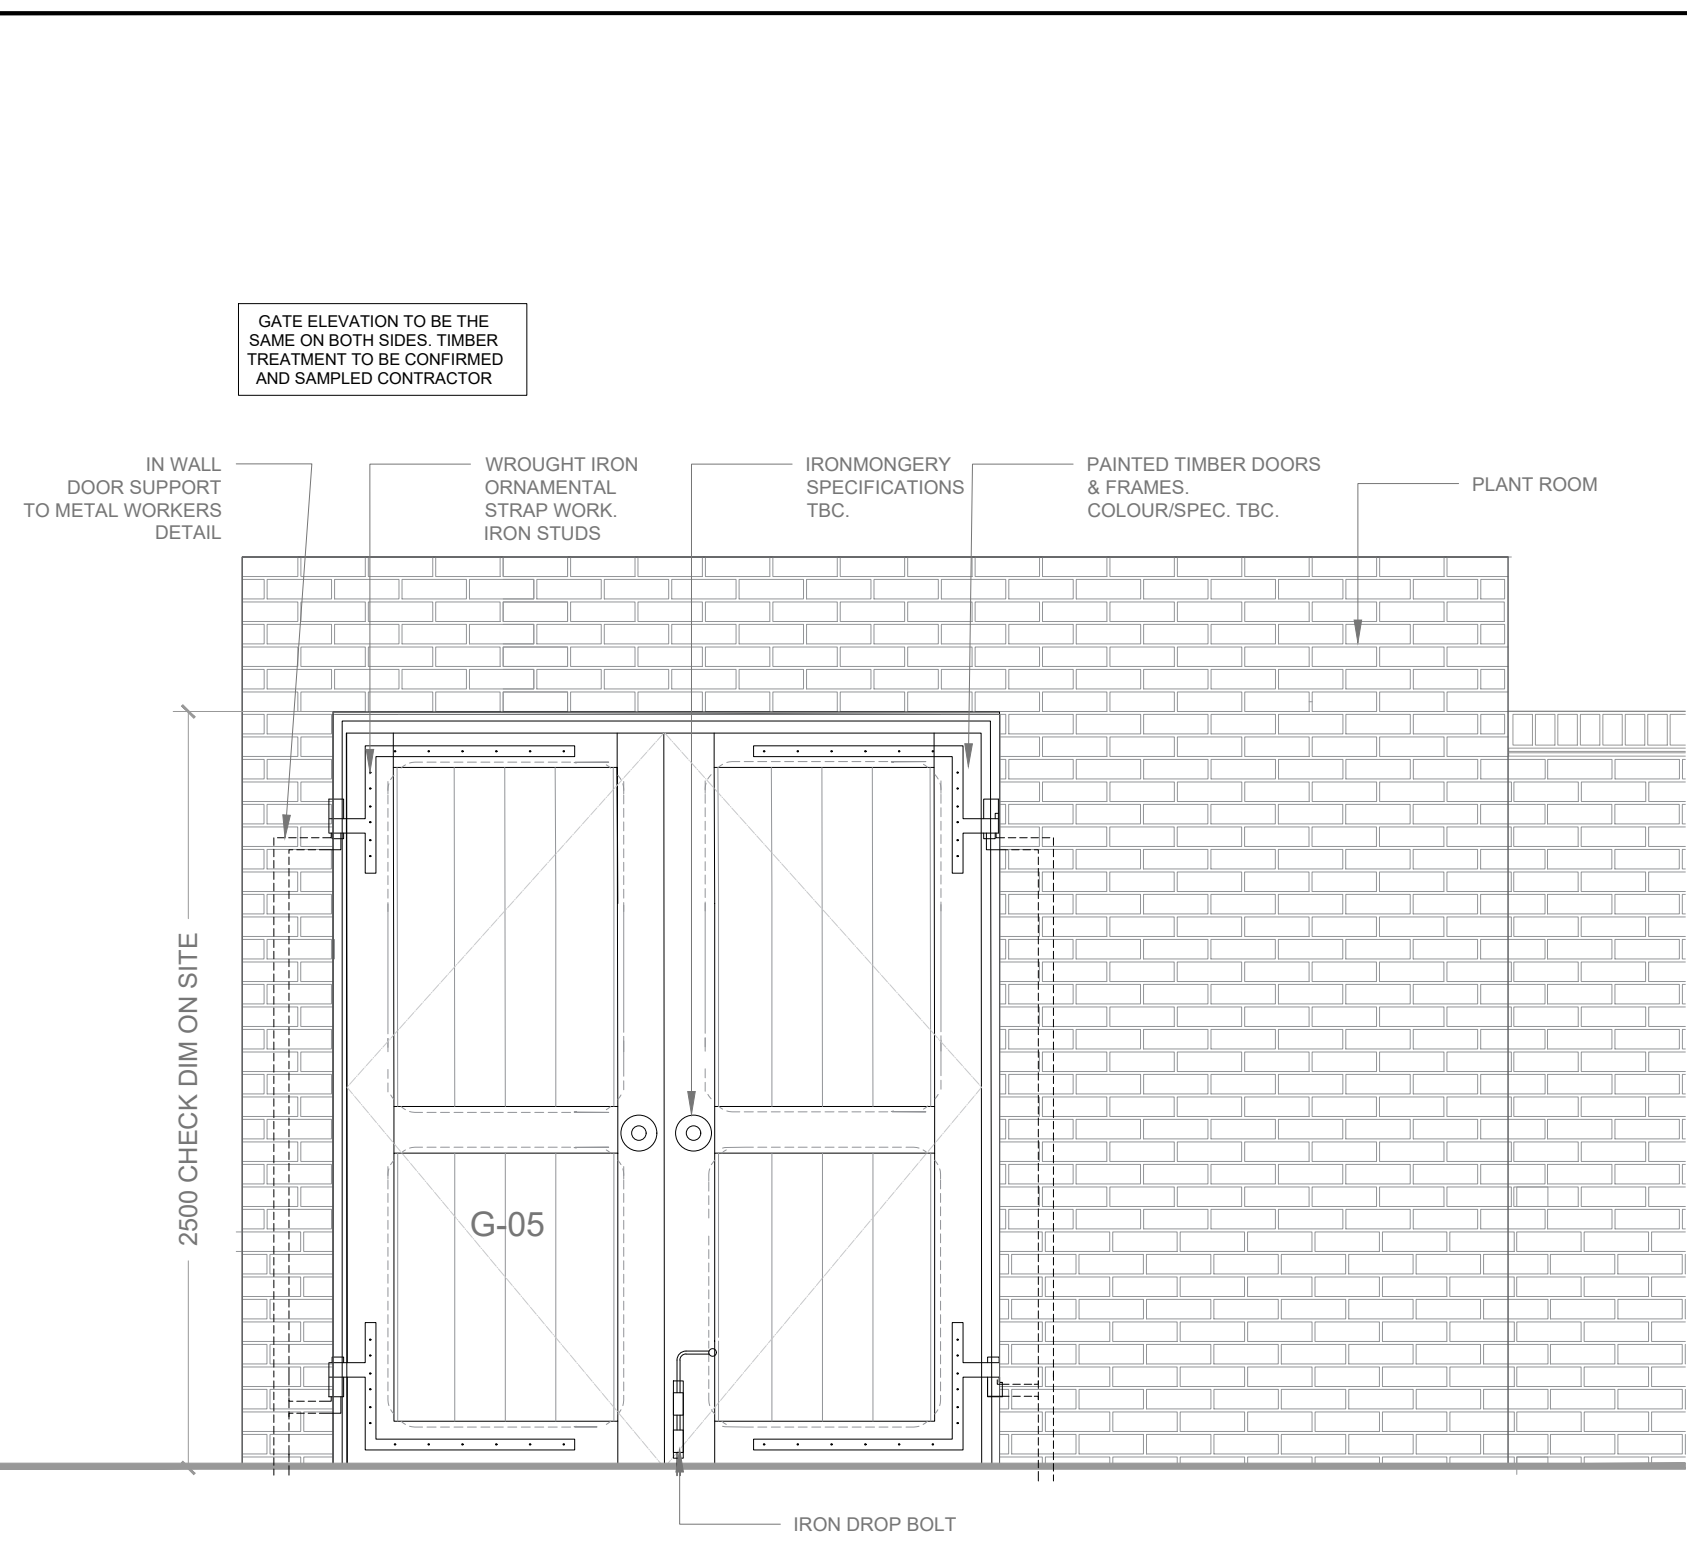 GATE ELEVATION TO BE THE
SAME ON BOTH SIDES. TIMBER
TREATMENT TO BE CONFIRMED
AND SAMPLED CONTRACTOR
IN WALL
DOOR SUPPORT
TO METAL WORKERS
DETAIL
WROUGHT IRON
ORNAMENTAL
STRAP WORK.
IRON STUDS
IRONMONGERY
SPECIFICATIONS
TBC.
PAINTED TIMBER DOORS
& FRAMES.
COLOUR/SPEC. TBC.
PLANT ROOM
2500 CHECK DIM ON SITE
G-05
IRON DROP BOLT